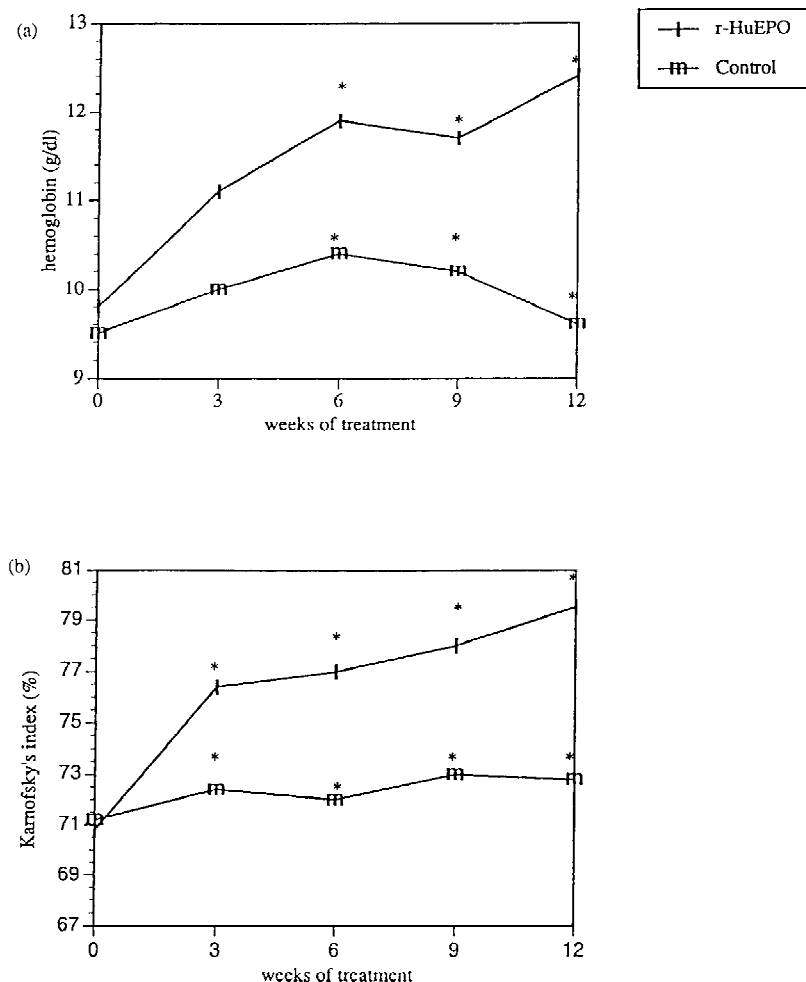 (a)
13
12
11
10
9
hemoglobin (g/dl)
0 3 6 9 12
weeks of treatment
r-HuEPO
m Control
* * *
* * *
m m m m m
(b)
81
79
77
75
73
71
69
67
Karnofsky's index (%)
0 3 6 9 12
weeks of treatment
* * * *
* * * *
m m m m m